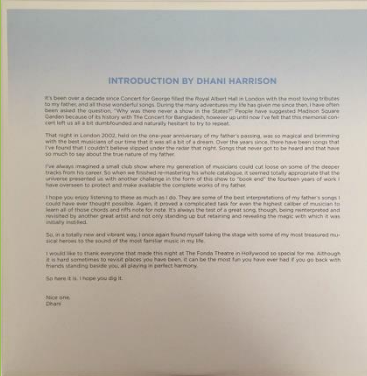 INTRODUCTION BY DHANI HARRISON
It's been over a decade since Concert for George filled the Royal Albert Hall in London with the most loving tributes
to my father, and all those wonderful songs. During the many adventures my life has given me since then, I have often
been asked the question, "Why was there never a show in the States?" People have suggested Madison Square
Garden because of its history with The Concert for Bangladesh, however up until now I've felt that this memorial con-
cert left us all a bit dumbfounded and naturally hesitant to try to repeat.
That night in London 2002, held on the one-year anniversary of my father's passing, was so magical and brimming
with the best musicians of our time that it was all a bit of a dream. Over the years since, there have been songs that
I've found that I couldn't believe slipped under the radar that night. Songs that never got to be heard and that have
so much to say about the true nature of my father.
I've always imagined a small club show where my generation of musicians could cut loose on some of the deeper
tracks from his career. So when we finished re-mastering his whole catalogue, it seemed totally appropriate that the
universe presented us with another challenge in the form of this show to "book end" the fourteen years of work I
have overseen to protect and make available the complete works of my father.
I hope you enjoy listening to these as much as I do. They are some of the best interpretations of my father's songs I
could have ever thought possible. Again, it proved a complicated task for even the highest caliber of musician to
learn all of those chords and riffs note for note. It's always the test of a great song, though, being reinterpreted and
revisited by another great artist and not only standing up but retaining and revealing the magic with which it was
initially instilled.
So, in a totally new and vibrant way, I once again found myself taking the stage with some of my most treasured mu-
sical heroes to the sound of the most familiar music in my life.
I would like to thank everyone that made this night at The Fonda Theatre in Hollywood so special for me. Although
it is hard sometimes to revisit places you have been, it can be the most fun you have ever had if you go back with
friends standing beside you, all playing in perfect harmony.
So here it is, I hope you dig it.
Nice one,
Dhani